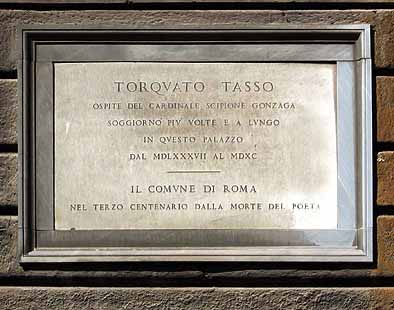 TORQVATO TASSO
OSPITE DEL CARDINALE SCIPIONE GONZAGA
SOGGIORNO PIV VOLTE E A LVNGO
IN QVESTO PALAZZO
DAL MDLXXXVII AL MDXC
IL COMVNE DI ROMA
NEL TERZO CENTENARIO DALLA MORTE DEL POETA